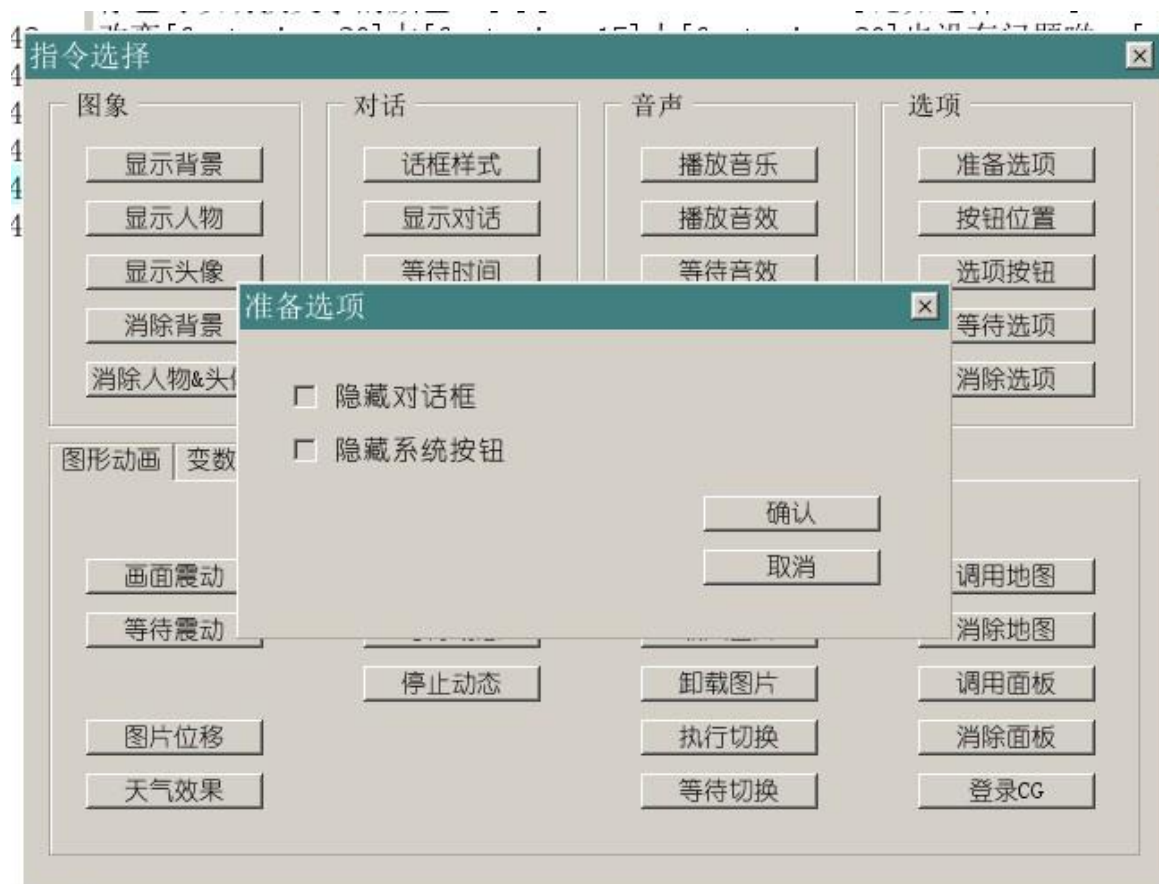 指令选择
图象
对话
音声
选项
显示背景
话框样式
播放音乐
准备选项
显示人物
显示对话
播放音效
按钮位置
显示头像
等待时间
等待音效
选项按钮
准备选项
消除背景
等待选项
消除人物&头
消除选项
隐藏对话框
隐藏系统按钮
图形动画
变数
确认
取消
画面震动
调用地图
等待震动
消除地图
停止动态
卸载图片
调用面板
图片位移
执行切换
消除面板
天气效果
等待切换
登录CG